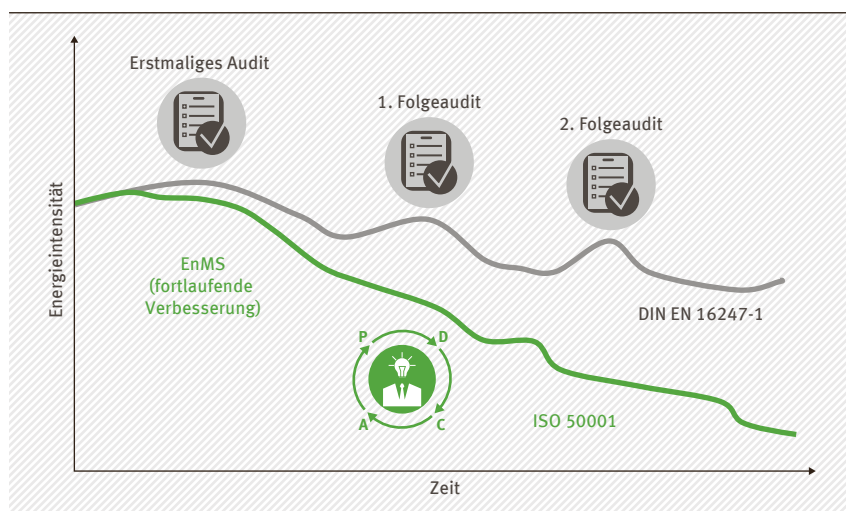 Erstmaliges Audit
1. Folgeaudit
2. Folgeaudit
Energieintensität
EnMS
(fortlaufende
Verbesserung)
DIN EN 16247-1
P
D
A
C
ISO 50001
Zeit